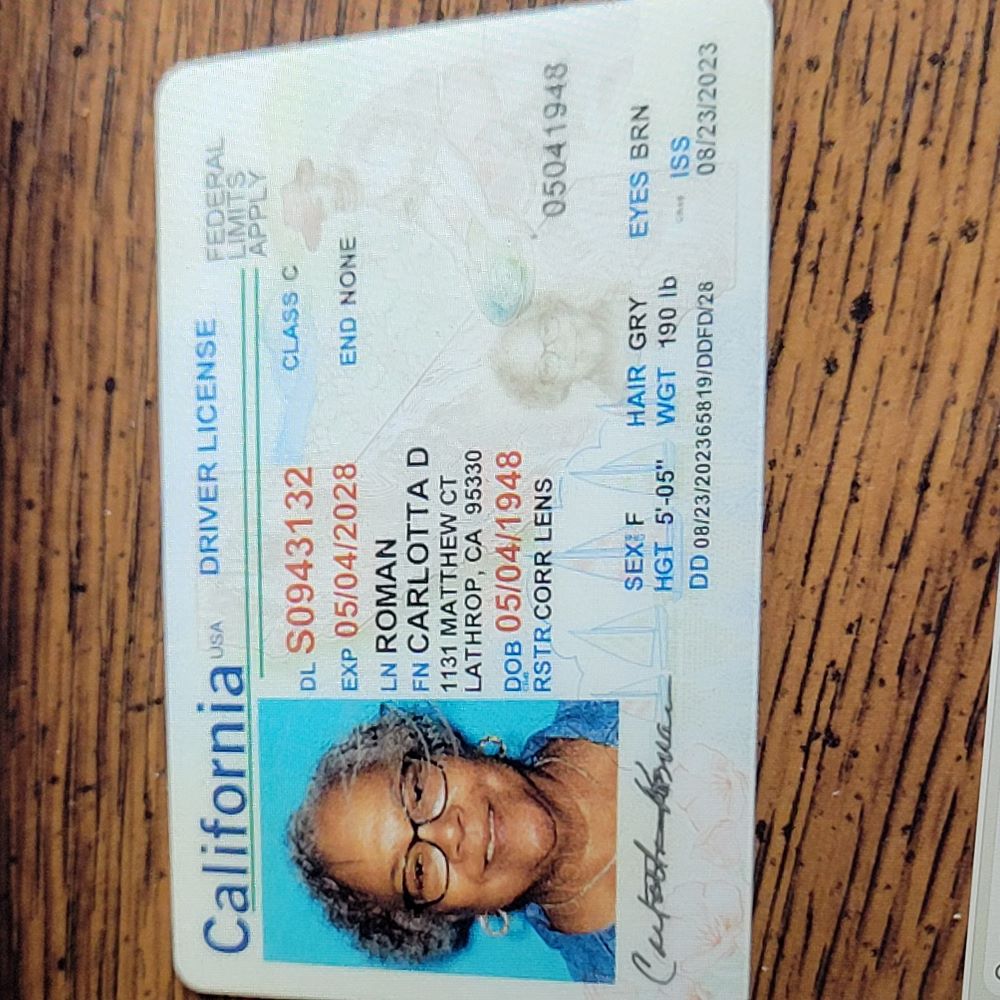 California USA DRIVER LICENSE
FEDERAL
LIMITS
APPLY
DL S0943132
CLASS C
EXP 05/04/2028
END NONE
LN ROMAN
FN CARLOTTA D
1131 MATTHEW CT
LATHROP, CA 95330
DOB 05/04/1948
RSTR CORR LENS
05041948
Carlotta Roman
SEX F HAIR GRY EYES BRN
HGT 5'-05" WGT 190 lb
ISS
DD 08/23/202365819/DDFD/28
08/23/2023